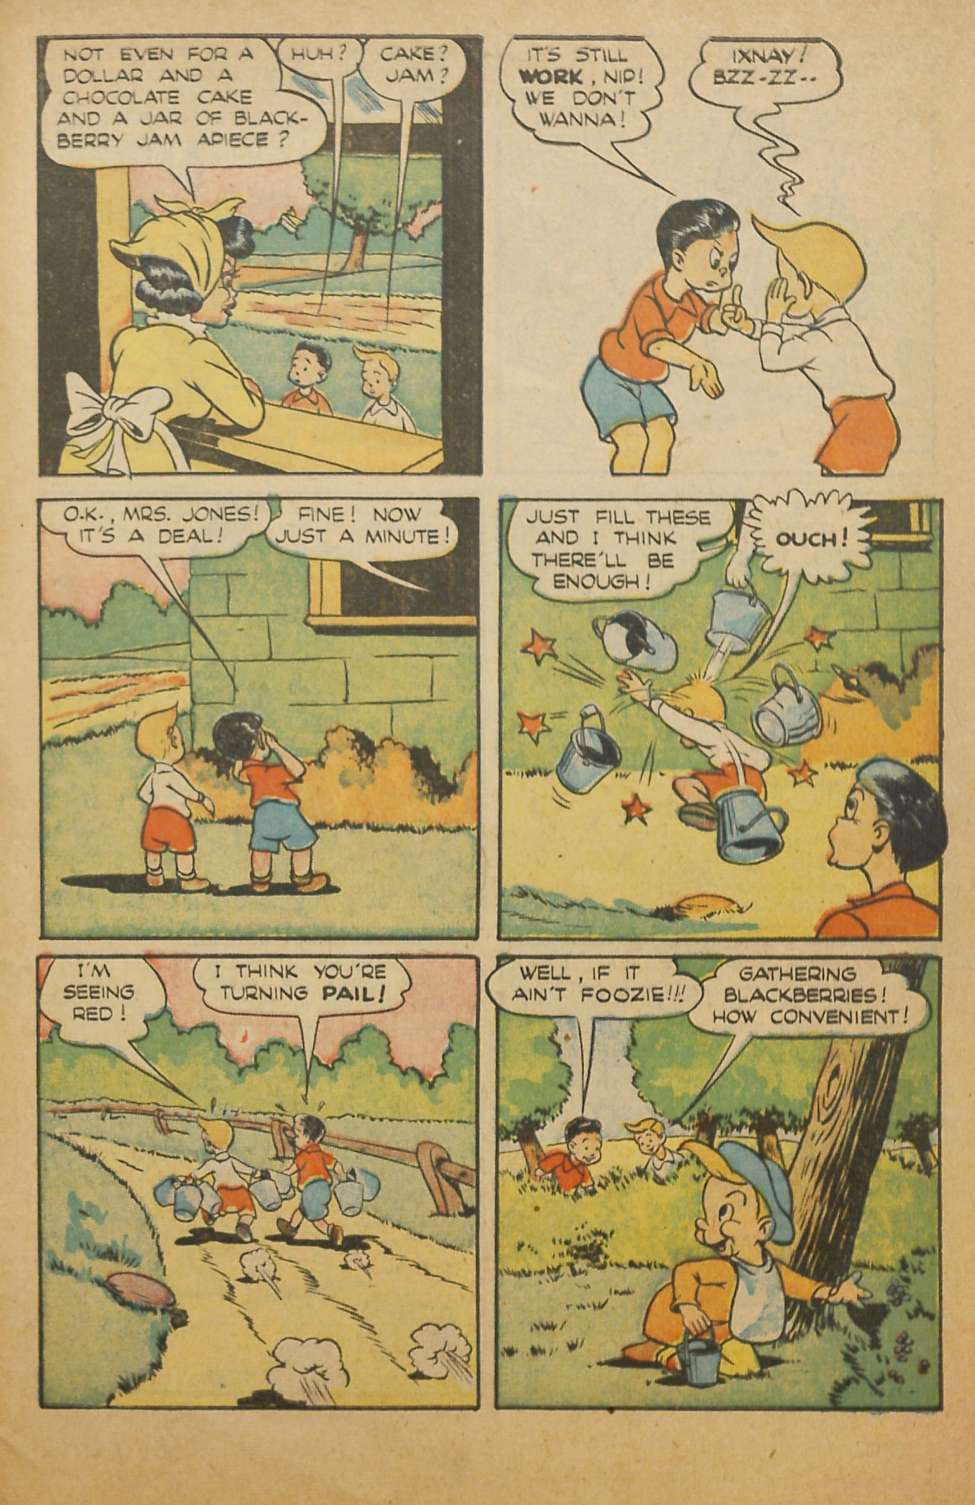 NOT EVEN FOR A
DOLLAR AND A
CHOCOLATE CAKE
AND A JAR OF BLACK-
BERRY JAM APIECE?
HUH?
CAKE?
JAM?
IT'S STILL
WORK, NIP!
WE DON'T
WANNA!
IXNAY!
BZZ-ZZ--
O.K., MRS. JONES!
IT'S A DEAL!
FINE! NOW
JUST A MINUTE!
JUST FILL THESE
AND I THINK
THERE'LL BE
ENOUGH!
OUCH!
I'M
SEEING
RED!
I THINK YOU'RE
TURNING PAIL!
WELL, IF IT
AIN'T FOOZIE!!!
GATHERING
BLACKBERRIES!
HOW CONVENIENT!